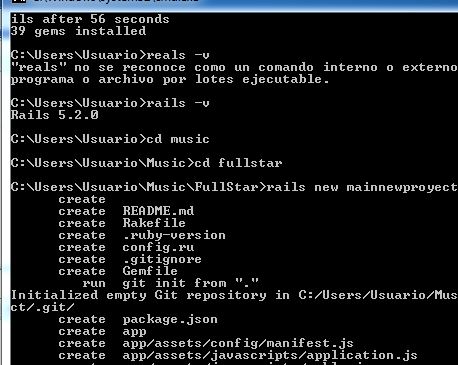 ils after 56 seconds
39 gems installed
C:\Users\Usuario>reals -v
"reals" no se reconoce como un comando interno o externo
programa o archivo por lotes ejecutable.
C:\Users\Usuario>rails -v
Rails 5.2.0
C:\Users\Usuario>cd music
C:\Users\Usuario\Music>cd fullstar
C:\Users\Usuario\Music\FullStar>rails new mainnewproyect
create
create README.md
create Rakefile
create .ruby-version
create config.ru
create .gitignore
create Gemfile
run git init from "."
Initialized empty Git repository in C:/Users/Usuario/Mus
ct/.git/
create package.json
create app
create app/assets/config/manifest.js
create app/assets/javascripts/application.js